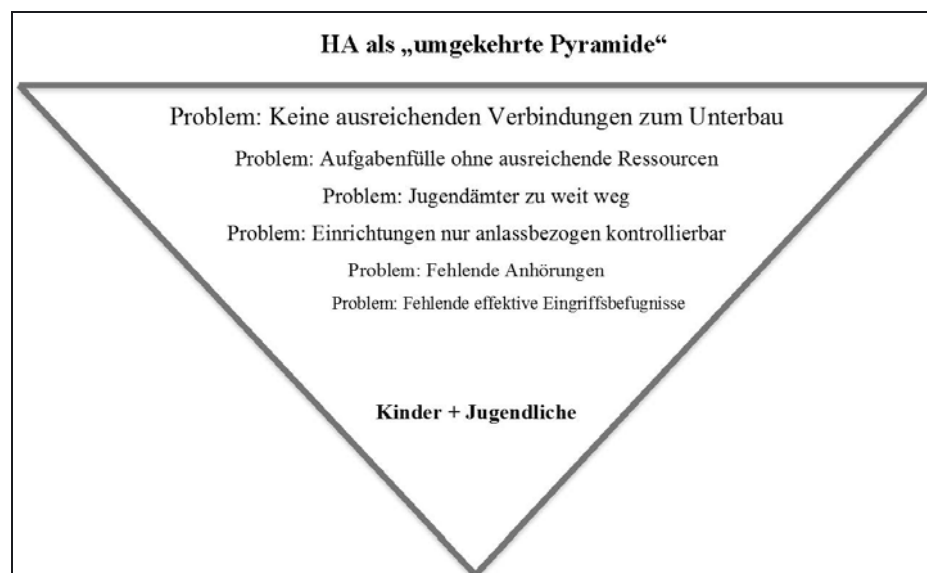 HA als „umgekehrte Pyramide“
Problem: Keine ausreichenden Verbindungen zum Unterbau
Problem: Aufgabenfülle ohne ausreichende Ressourcen
Problem: Jugendämter zu weit weg
Problem: Einrichtungen nur anlassbezogen kontrollierbar
Problem: Fehlende Anhörungen
Problem: Fehlende effektive Eingriffsbefugnisse
Kinder + Jugendliche